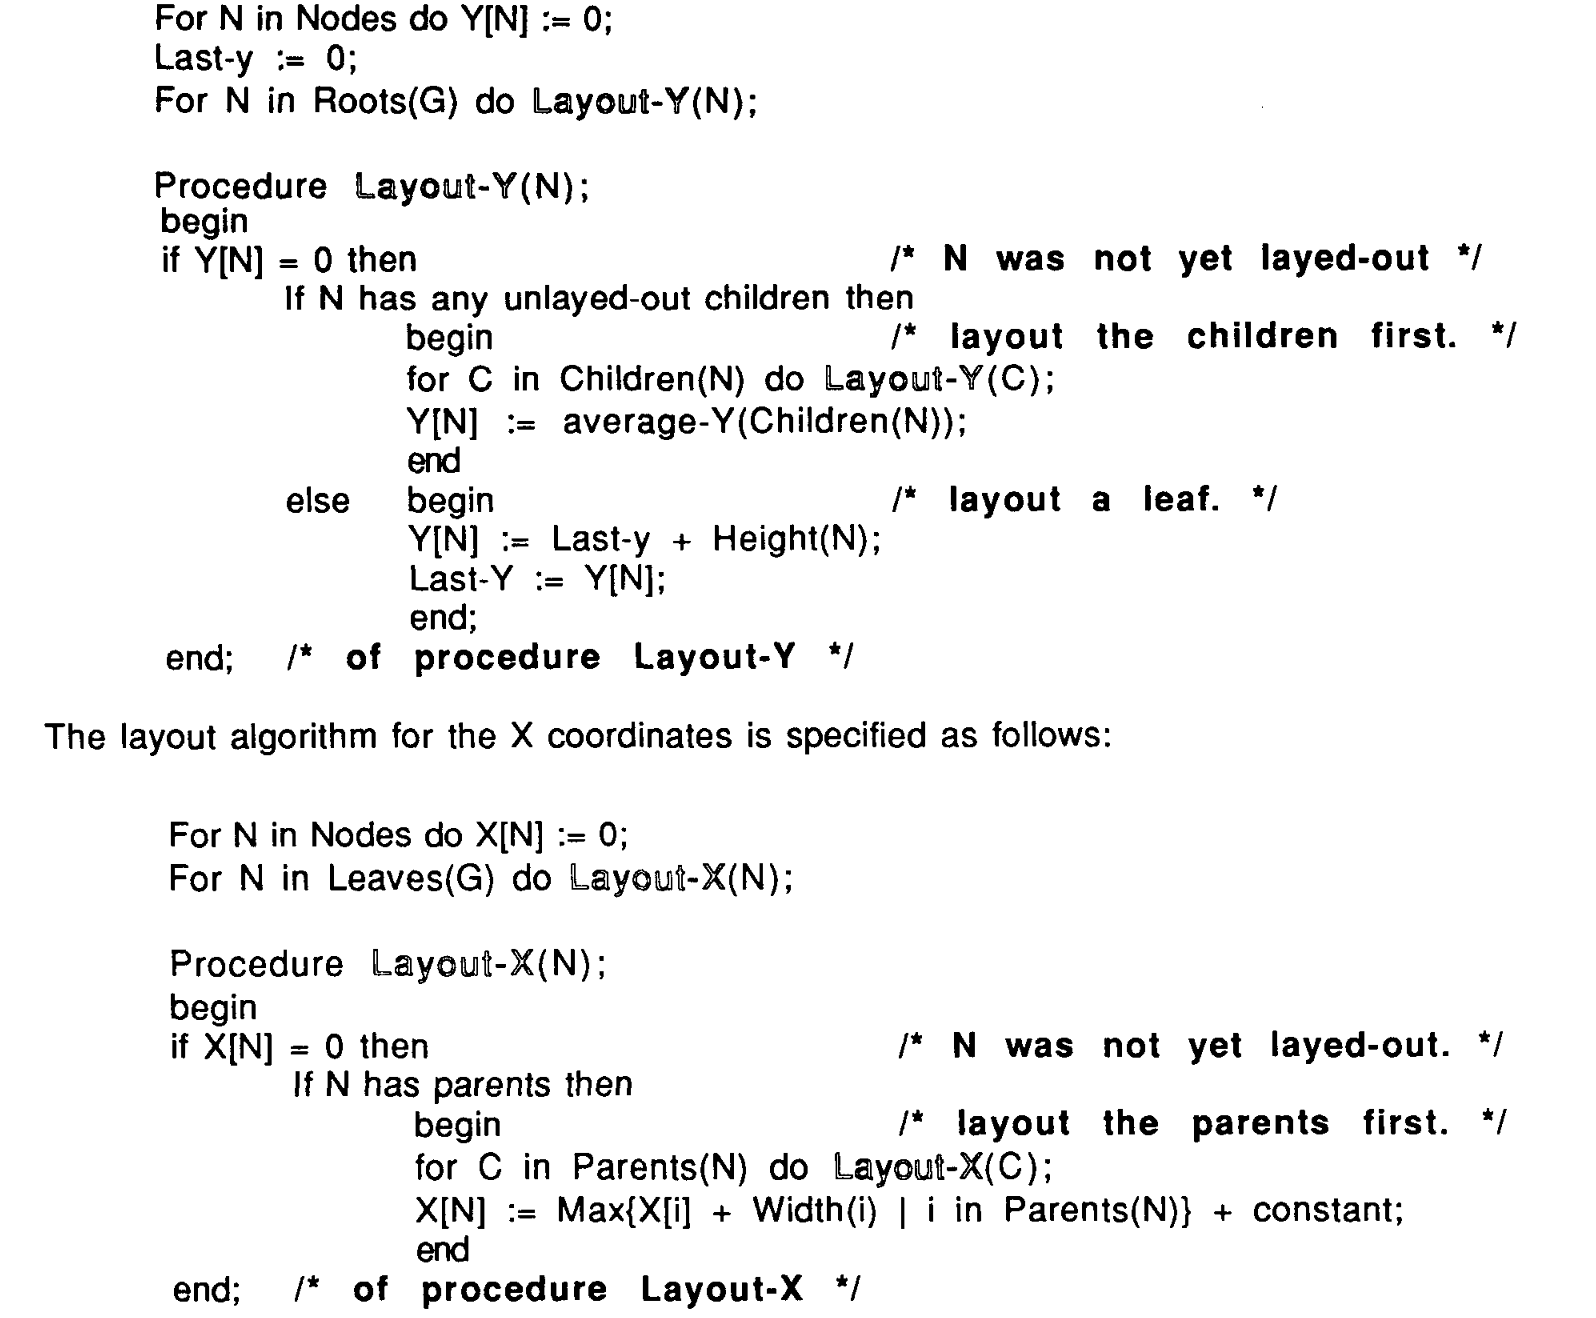 For N in Nodes do Y[N] := 0;
Last-y := 0;
For N in Roots(G) do Layout-Y(N);
Procedure Layout-Y(N);
begin
if Y[N] = 0 then /* N was not yet layed-out */
If N has any unlayed-out children then
begin /* layout the children first. */
for C in Children(N) do Layout-Y(C);
Y[N] := average-Y(Children(N));
end
else begin /* layout a leaf. */
Y[N] := Last-y + Height(N);
Last-Y := Y[N];
end;
end; /* of procedure Layout-Y */
The layout algorithm for the X coordinates is specified as follows:
For N in Nodes do X[N] := 0;
For N in Leaves(G) do Layout-X(N);
Procedure Layout-X(N);
begin
if X[N] = 0 then /* N was not yet layed-out. */
If N has parents then
begin /* layout the parents first. */
for C in Parents(N) do Layout-X(C);
X[N] := Max{X[i] + Width(i) | i in Parents(N)} + constant;
end
end; /* of procedure Layout-X */